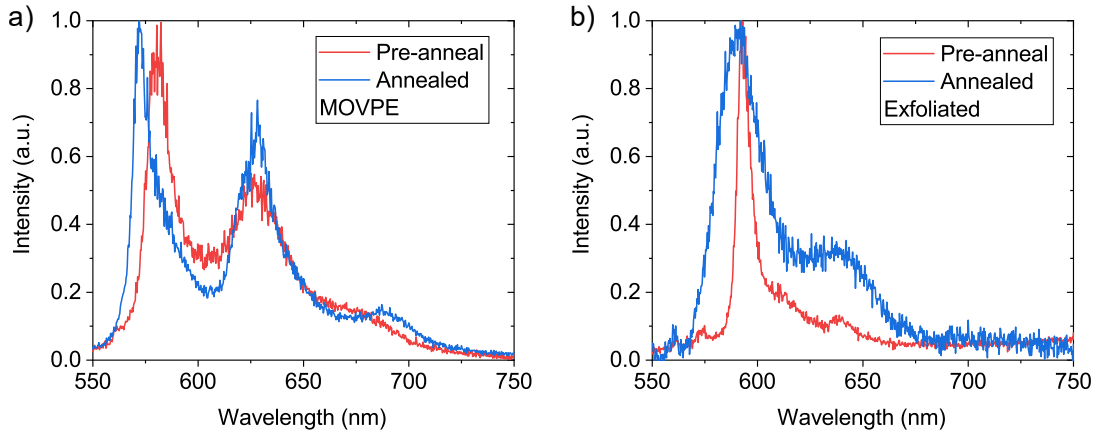 a)
Intensity (a.u.)
1.0
0.8
0.6
0.4
0.2
0.0
Pre-anneal
Annealed
MOVPE
550 600 650 700 750
Wavelength (nm)
b)
Intensity (a.u.)
1.0
0.8
0.6
0.4
0.2
0.0
Pre-anneal
Annealed
Exfoliated
550 600 650 700 750
Wavelength (nm)